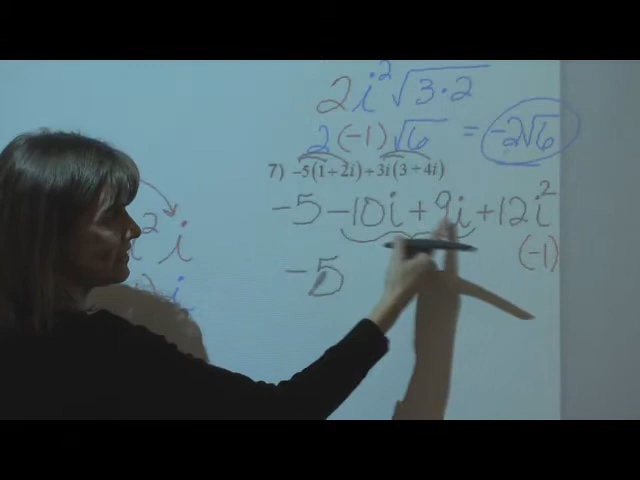 2i²√3·2
2(-1)√6 = -2√6
7) -5(1+2i)+3i(3+4i)
-5-10i+9i+12i²
i² i
(-1)
-5
i